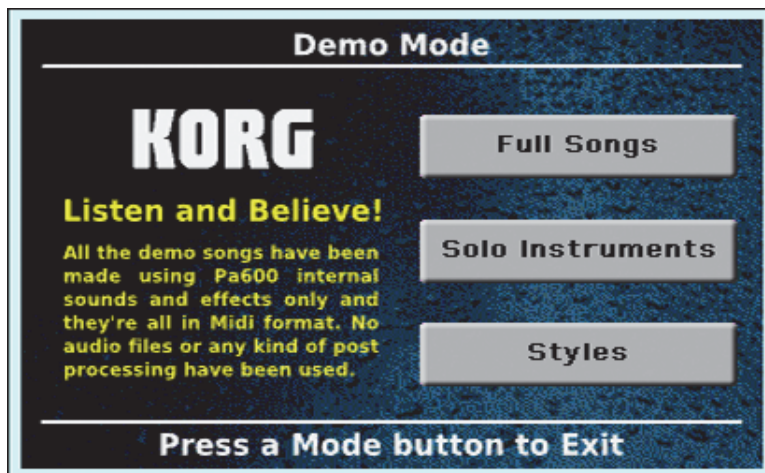 Demo Mode
KORG
Listen and Believe!
All the demo songs have been
made using Pa600 internal
sounds and effects only and
they're all in Midi format. No
audio files or any kind of post
processing have been used.
Full Songs
Solo Instruments
Styles
Press a Mode button to Exit